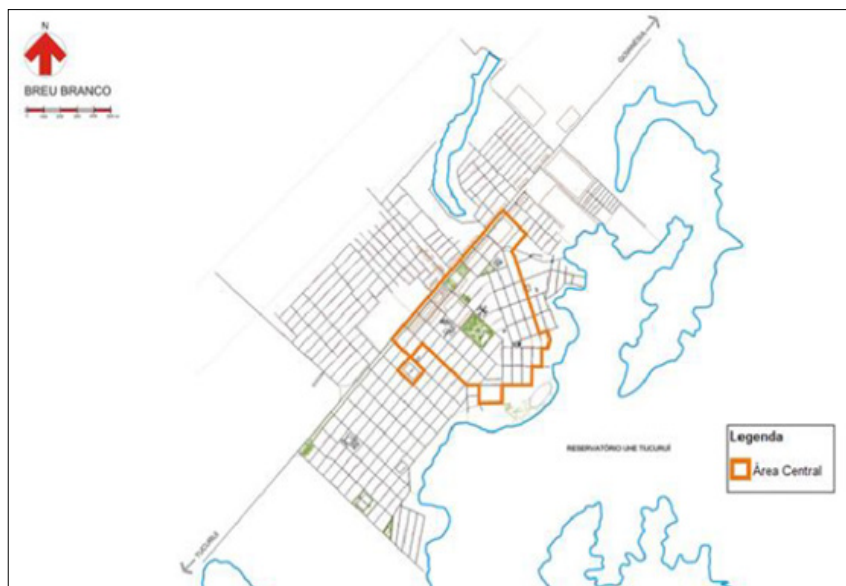 N
BREU BRANCO
GOIANÉSIA
RESERVATÓRIO UHE TUCURUÍ
Legenda
Área Central
TUCURUÍ